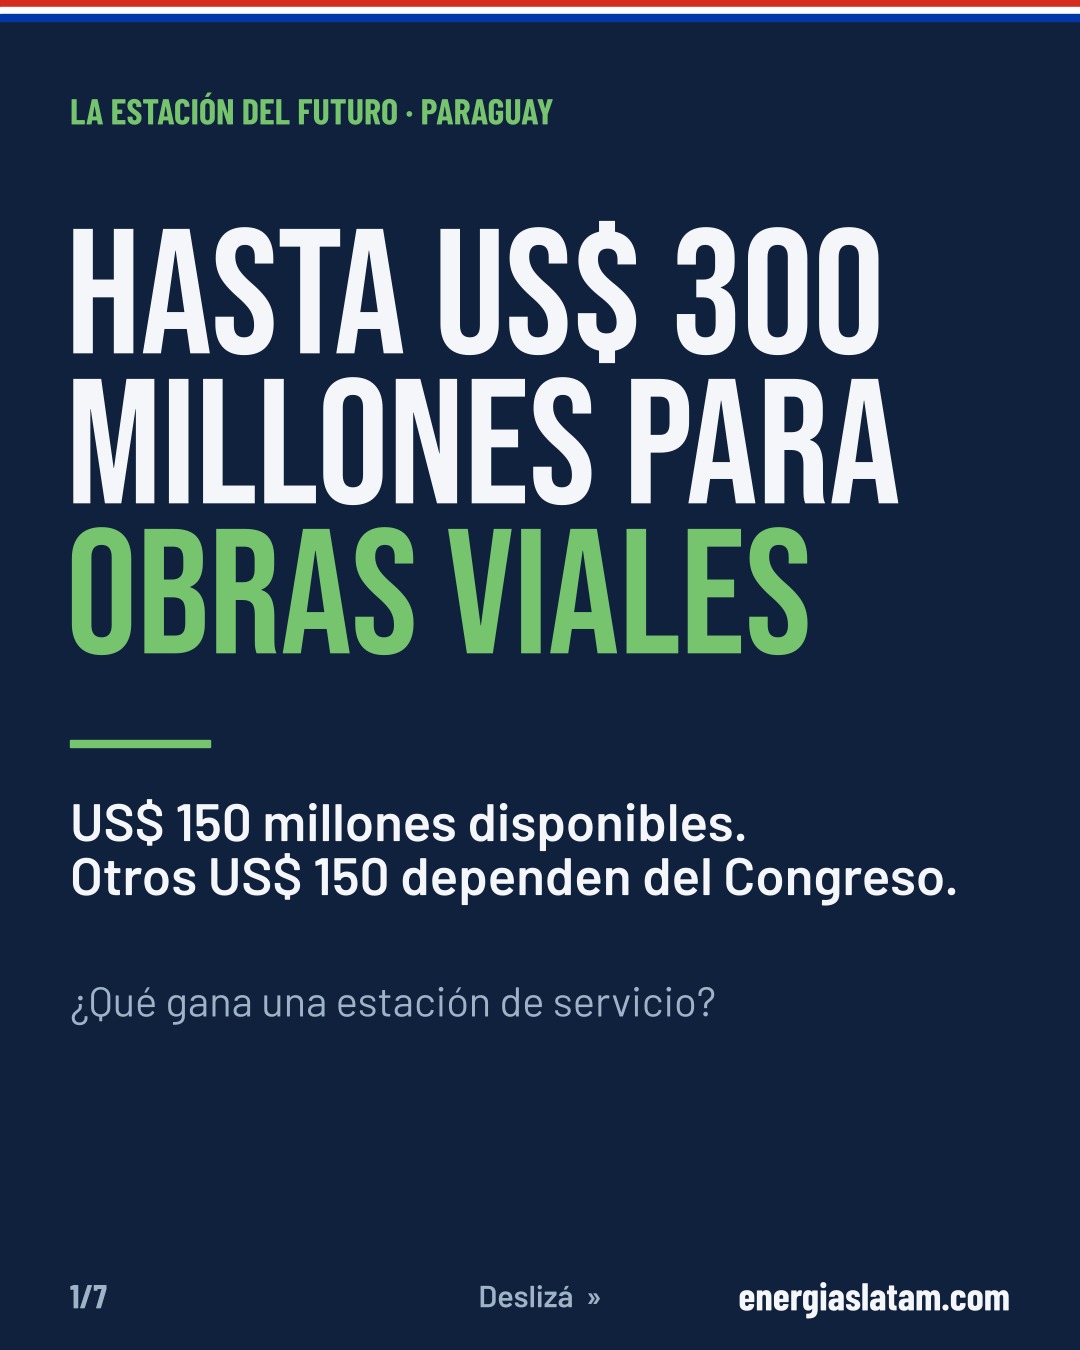 LA ESTACIÓN DEL FUTURO · PARAGUAY
HASTA US$ 300
MILLONES PARA
OBRAS VIALES
US$ 150 millones disponibles.
Otros US$ 150 dependen del Congreso.
¿Qué gana una estación de servicio?
1/7
Deslizá »
energiaslatam.com